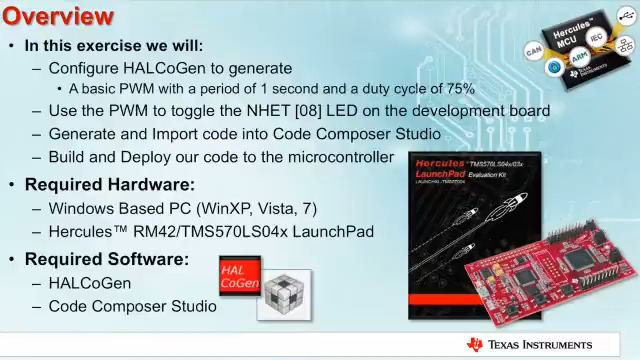 Overview
• In this exercise we will:
– Configure HALCoGen to generate
• A basic PWM with a period of 1 second and a duty cycle of 75%
– Use the PWM to toggle the NHET [08] LED on the development board
– Generate and Import code into Code Composer Studio
– Build and Deploy our code to the microcontroller
• Required Hardware:
– Windows Based PC (WinXP, Vista, 7)
– Hercules™ RM42/TMS570LS04x LaunchPad
• Required Software:
– HALCoGen
– Code Composer Studio
HAL
CoGen
Hercules™
MCU
CAN
ARM
IEC
TEXAS INSTRUMENTS
Hercules™ TMS570LS04x/03x
LaunchPad Evaluation Kit
TEXAS INSTRUMENTS